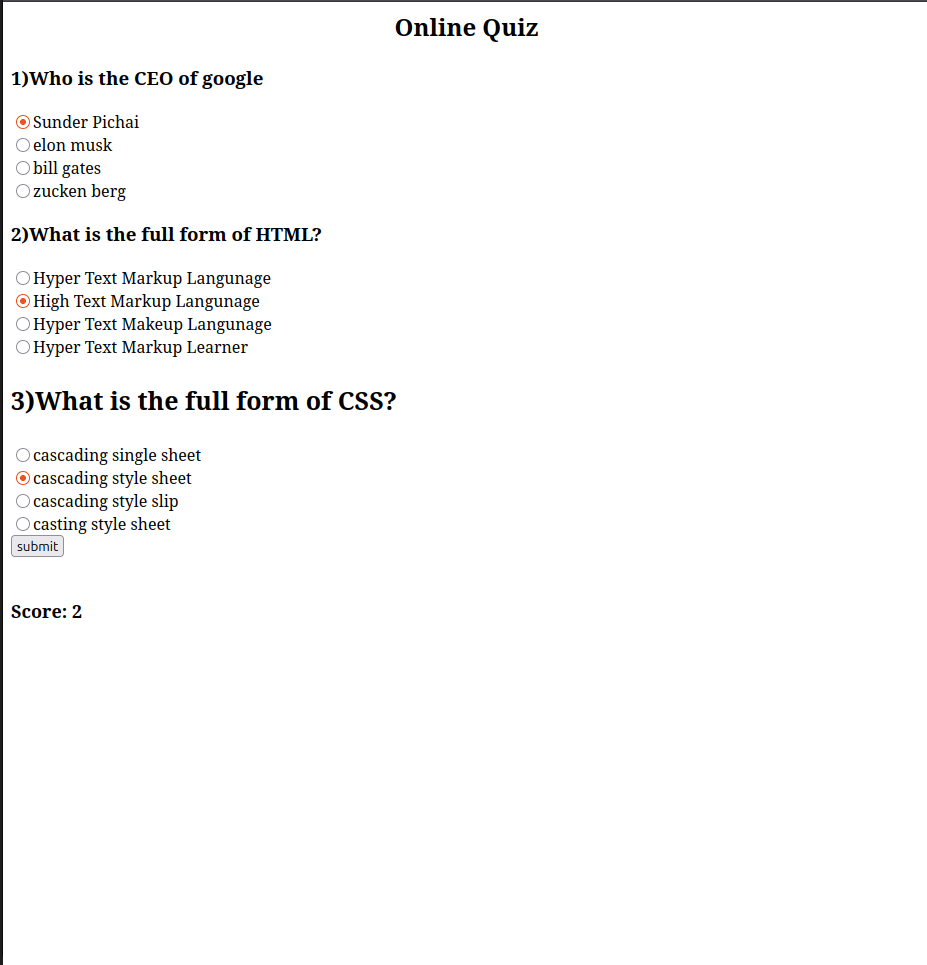 Online Quiz
1)Who is the CEO of google
Sunder Pichai
elon musk
bill gates
zucken berg
2)What is the full form of HTML?
Hyper Text Markup Langunage
High Text Markup Langunage
Hyper Text Makeup Langunage
Hyper Text Markup Learner
3)What is the full form of CSS?
cascading single sheet
cascading style sheet
cascading style slip
casting style sheet
submit
Score: 2